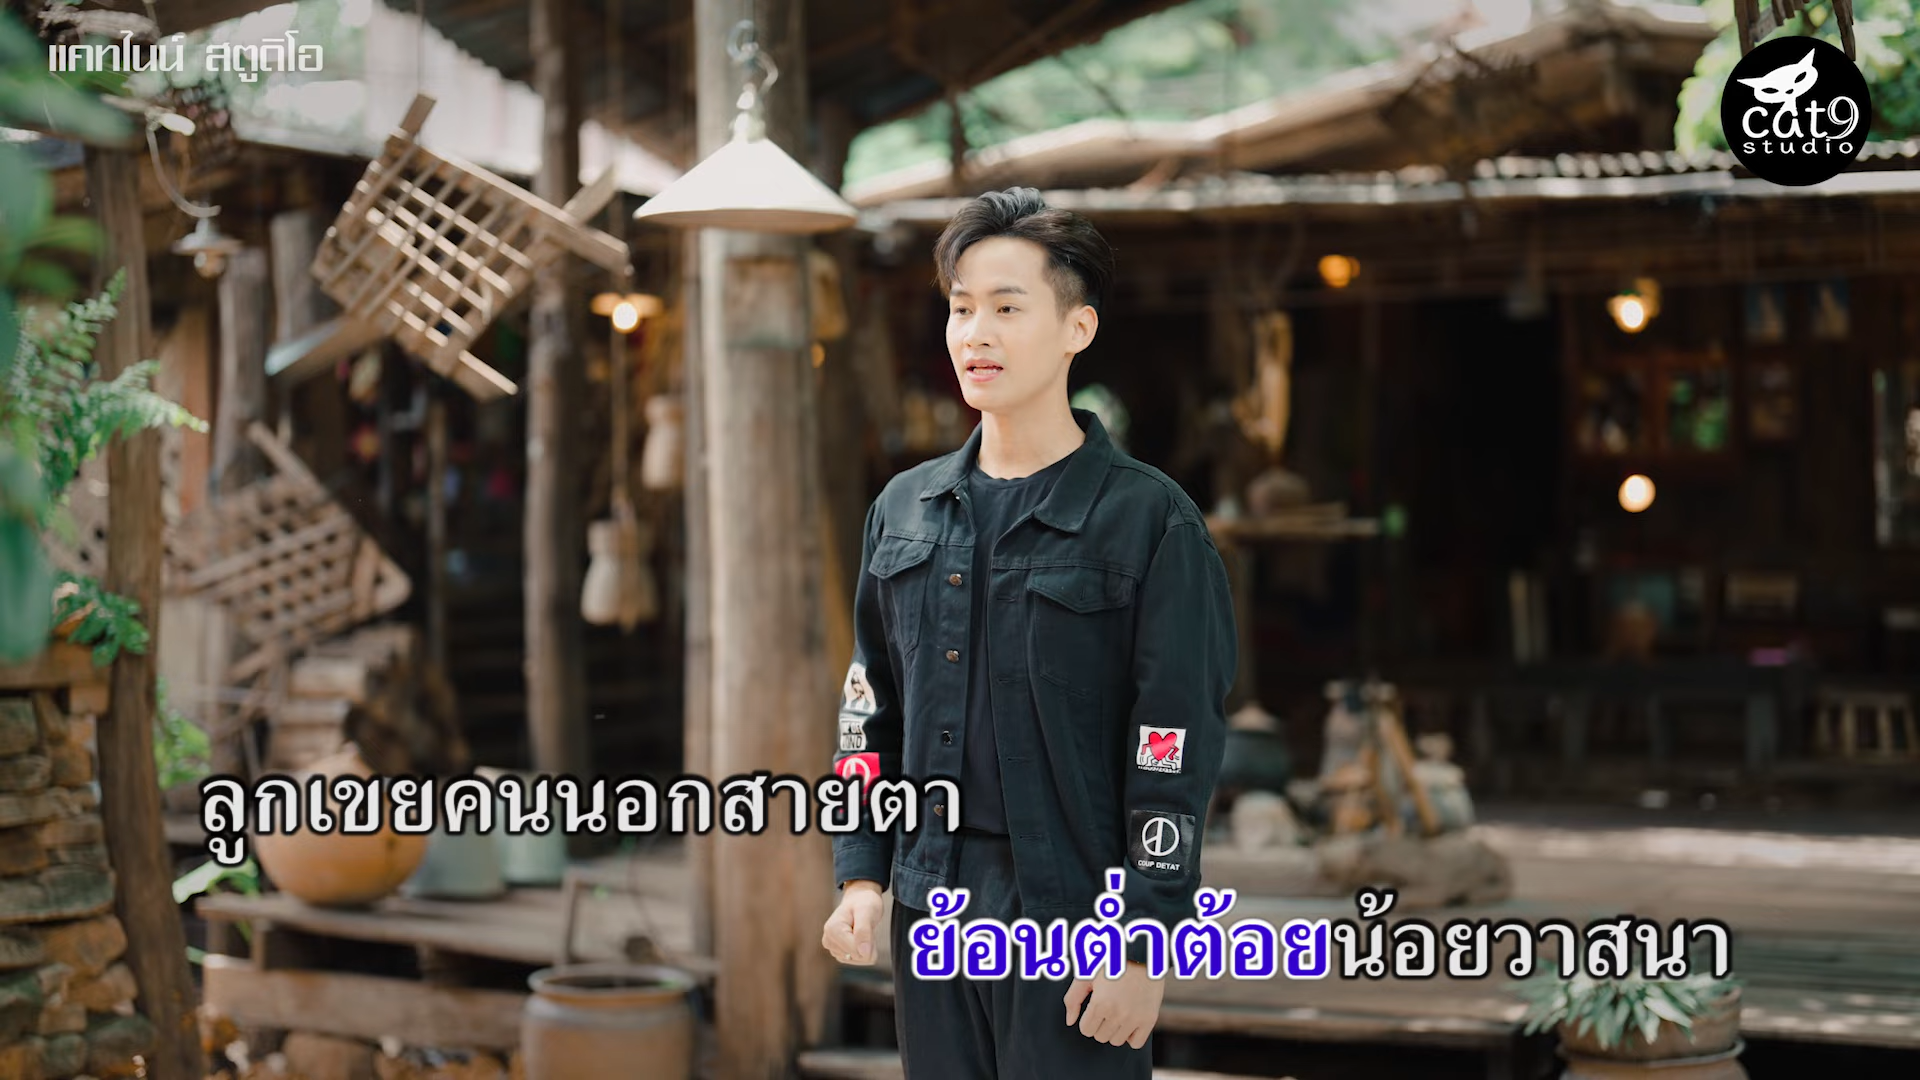 แคทไนน์ สตูดิโอ
cat9
studio
ลูกเขยคนนอกสายตา
ย้อนต่ำต้อยน้อยวาสนา
COUP DETAT